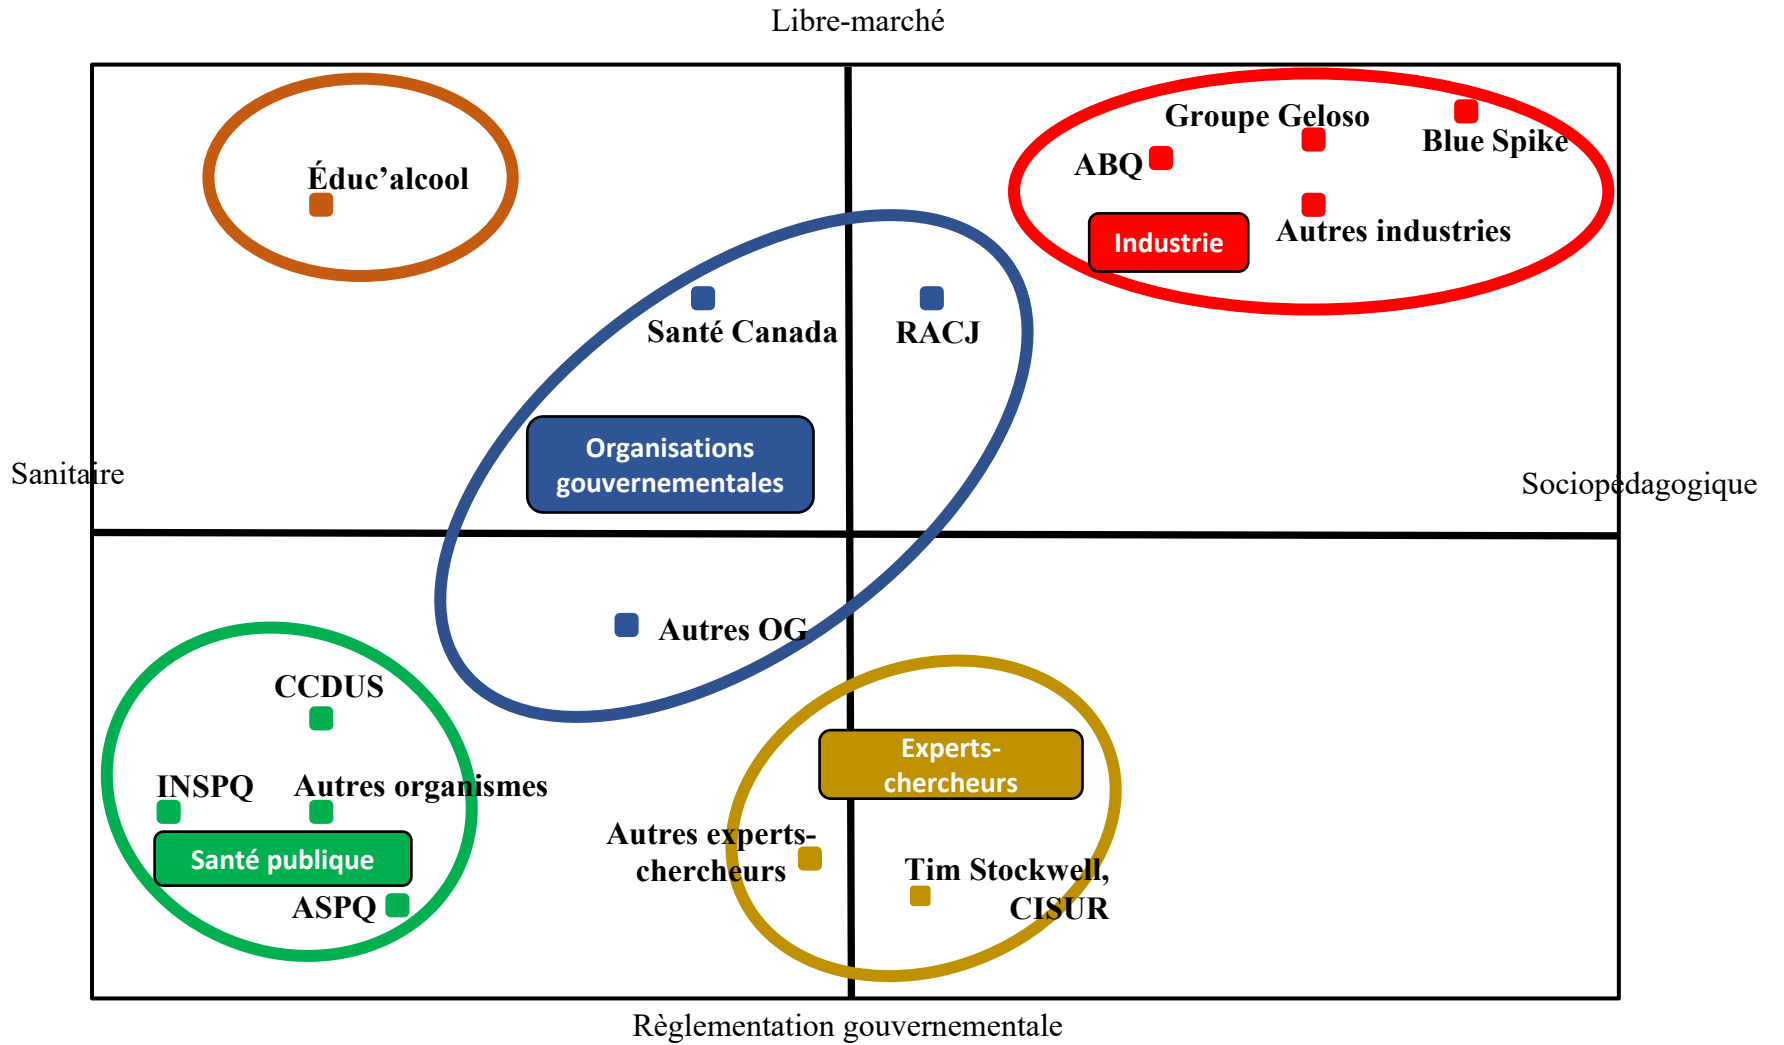 Libre-marché
Groupe Geloso
Blue Spike
ABQ
Éduc’alcool
Autres industries
Industrie
Santé Canada
RACJ
Organisations
gouvernementales
Sanitaire
Sociopédagogique
Autres OG
CCDUS
INSPQ
Autres organismes
Santé publique
ASPQ
Experts-
chercheurs
Autres experts-
chercheurs
Tim Stockwell,
CISUR
Règlementation gouvernementale